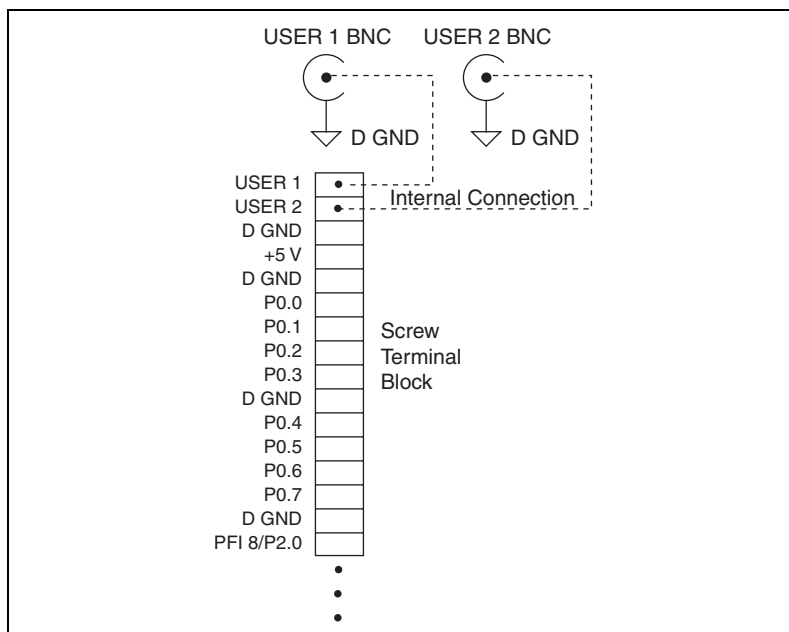 USER 1 BNC
USER 2 BNC
D GND
D GND
USER 1
USER 2
Internal Connection
D GND
+5 V
D GND
P0.0
P0.1
P0.2
P0.3
D GND
P0.4
P0.5
P0.6
P0.7
D GND
PFI 8/P2.0
Screw
Terminal
Block